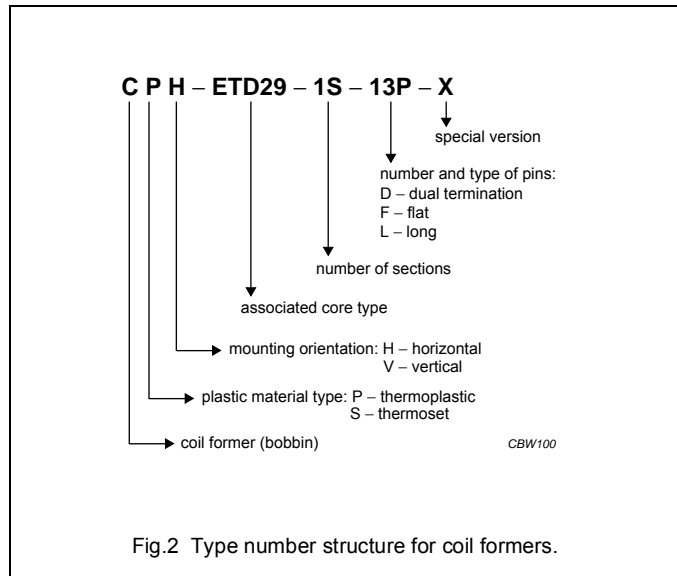 C P H – ETD29 – 1S – 13P – X
special version
number and type of pins:
D – dual termination
F – flat
L – long
number of sections
associated core type
mounting orientation: H – horizontal
V – vertical
plastic material type: P – thermoplastic
S – thermoset
coil former (bobbin)
CBW100
Fig.2 Type number structure for coil formers.